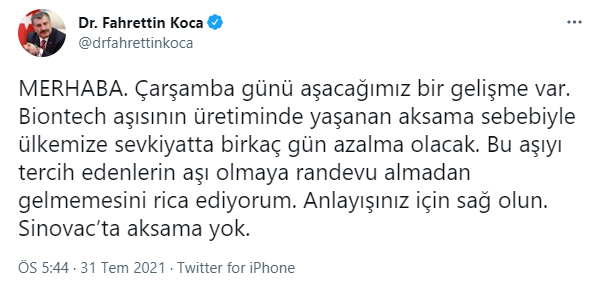 Dr. Fahrettin Koca
@drfahrettinkoca
MERHABA. Çarşamba günü aşacağımız bir gelişme var.
Biontech aşısının üretiminde yaşanan aksama sebebiyle
ülkemize sevkiyatta birkaç gün azalma olacak. Bu aşıyı
tercih edenlerin aşı olmaya randevu almadan
gelmemesini rica ediyorum. Anlayışınız için sağ olun.
Sinovac’ta aksama yok.
ÖS 5:44 · 31 Tem 2021 · Twitter for iPhone